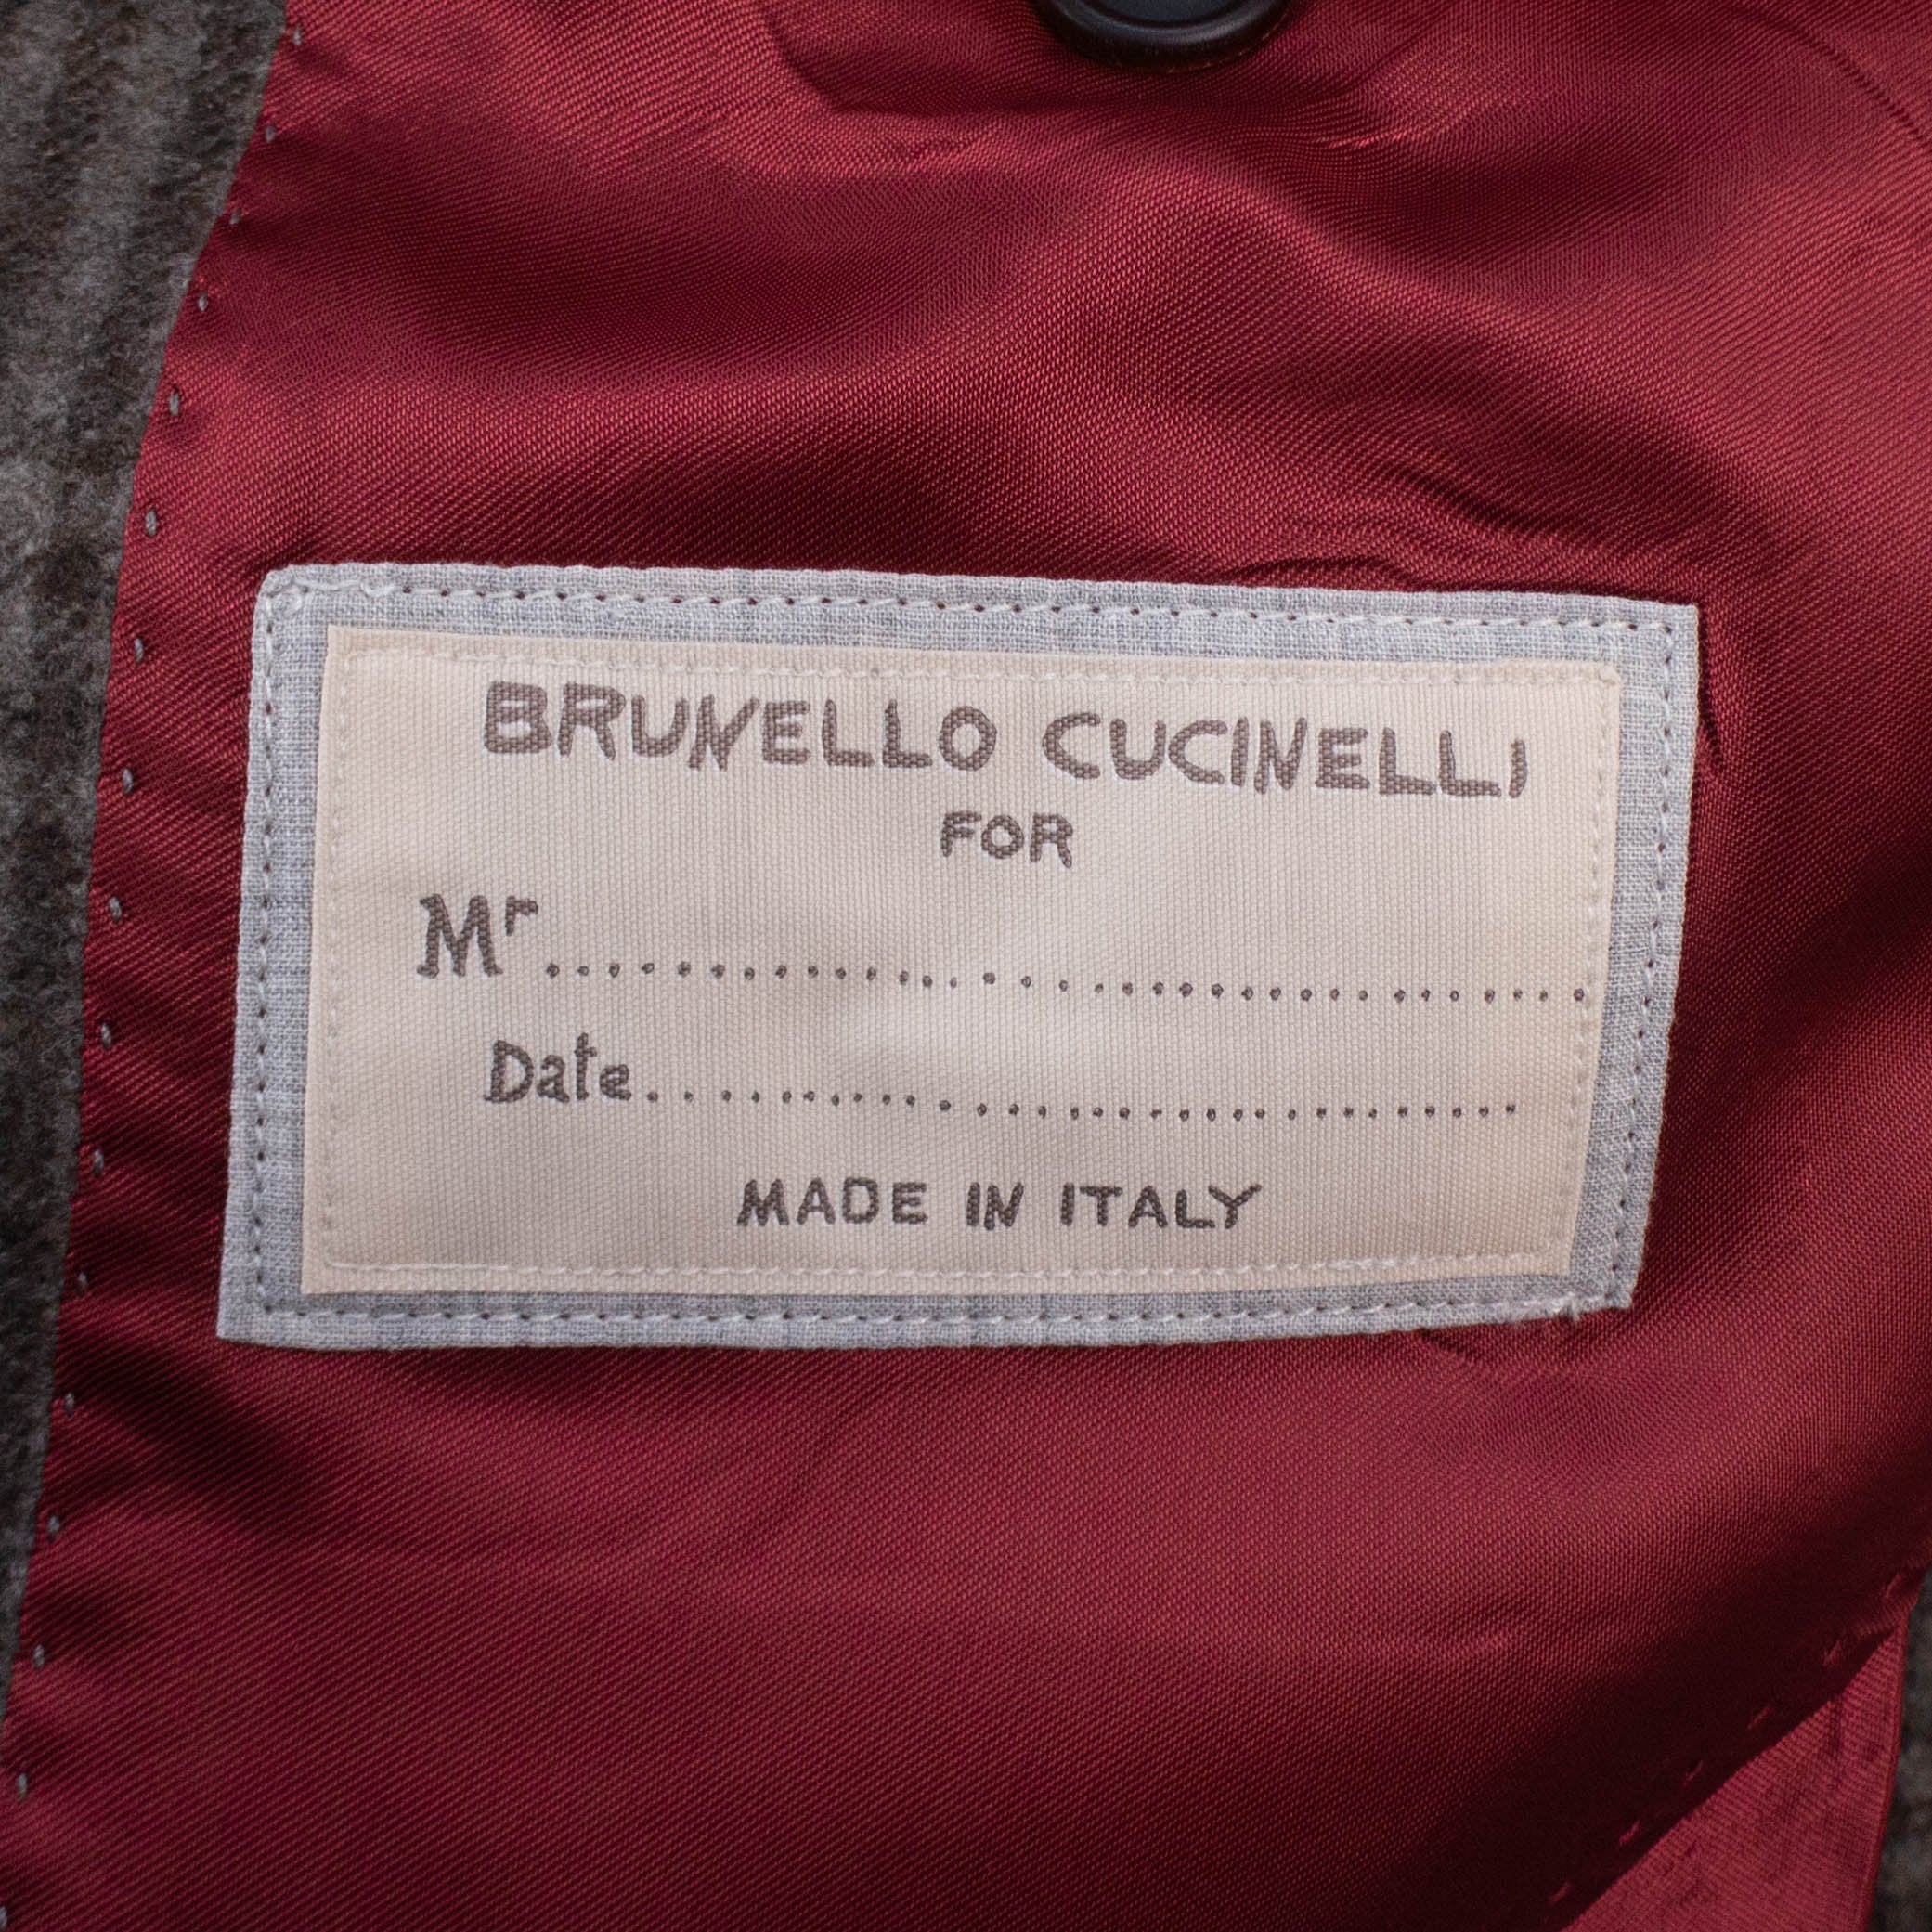 BRUNELLO CUCINELLI
FOR
Mr....................................
Date...............................
MADE IN ITALY